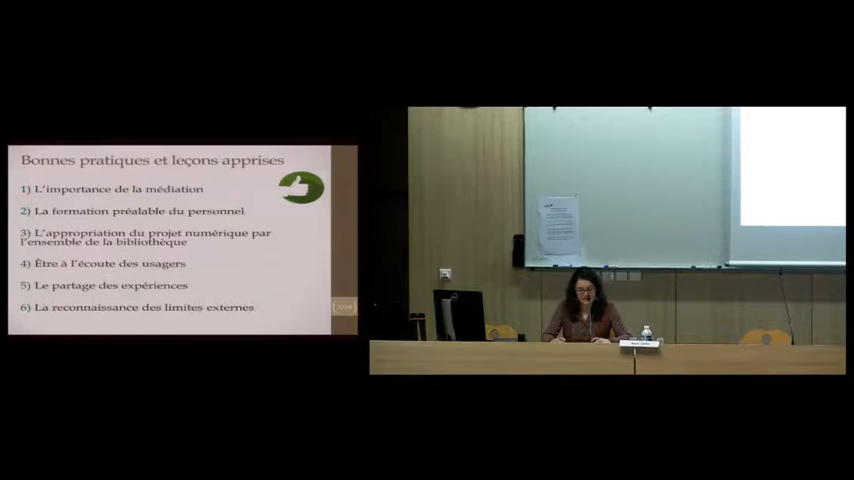 Bonnes pratiques et leçons apprises
1) L'importance de la médiation
2) La formation préalable du personnel
3) L'appropriation du projet numérique par
l'ensemble de la bibliothèque
4) Être à l'écoute des usagers
5) Le partage des expériences
6) La reconnaissance des limites externes